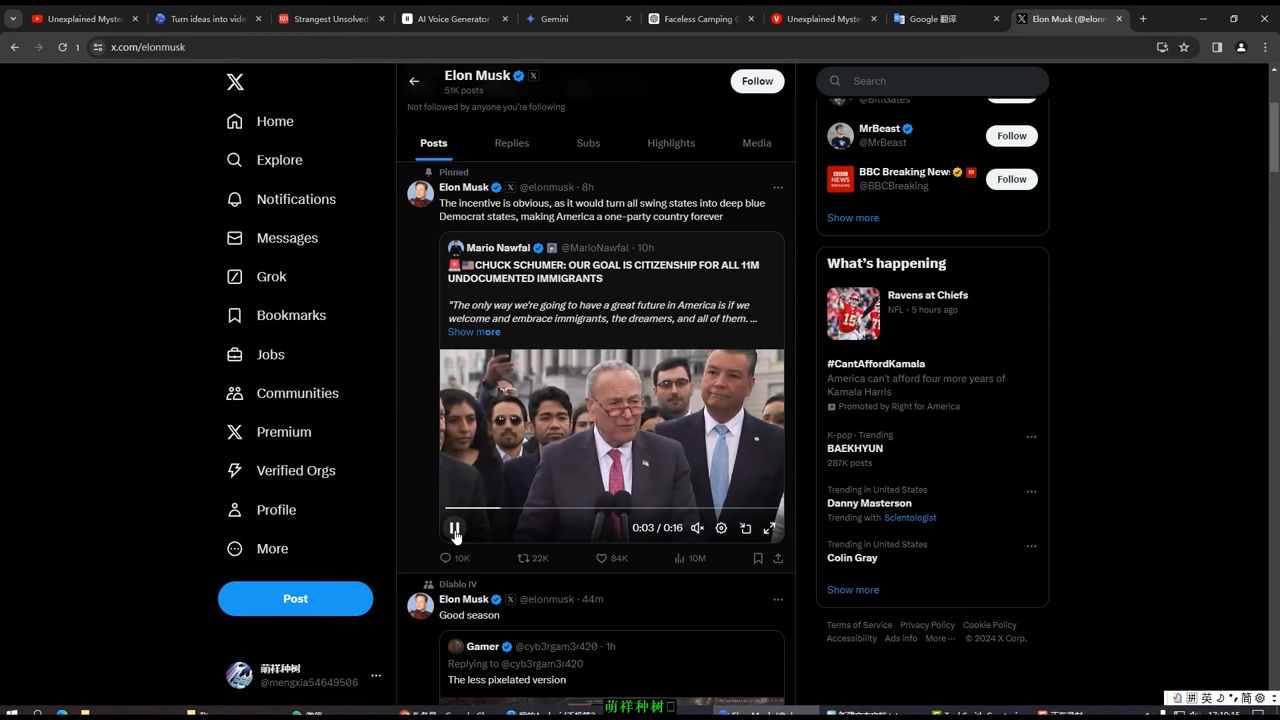 Unexplained Myste
Turn ideas into vide
Strangest Unsolved
AI Voice Generator
Gemini
Faceless Camping G
Unexplained Myste
Google 翻译
Elon Musk (@elonm
x.com/elonmusk
Elon Musk
51K posts
Follow
Not followed by anyone you're following
Posts
Replies
Subs
Highlights
Media
Home
Explore
Notifications
Messages
Grok
Bookmarks
Jobs
Communities
Premium
Verified Orgs
Profile
More
Post
萌祥种树
@mengxia54649506
Pinned
Elon Musk @elonmusk · 8h
The incentive is obvious, as it would turn all swing states into deep blue
Democrat states, making America a one-party country forever
Mario Nawfal @MarioNawfal · 10h
CHUCK SCHUMER: OUR GOAL IS CITIZENSHIP FOR ALL 11M
UNDOCUMENTED IMMIGRANTS
"The only way we're going to have a great future in America is if we
welcome and embrace immigrants, the dreamers, and all of them. ...
Show more
0:03 / 0:16
10K
22K
84K
10M
Diablo IV
Elon Musk @elonmusk · 44m
Good season
Gamer @cyb3rgam3r420 · 1h
Replying to @cyb3rgam3r420
The less pixelated version
Search
@BillGates
MrBeast
@MrBeast
Follow
BBC Breaking New
@BBCBreaking
Follow
Show more
What's happening
Ravens at Chiefs
NFL · 5 hours ago
#CantAffordKamala
America can't afford four more years of
Kamala Harris
Promoted by Right for America
K-pop · Trending
BAEKHYUN
287K posts
Trending in United States
Danny Masterson
Trending with Scientologist
Trending in United States
Colin Gray
Show more
Terms of Service Privacy Policy Cookie Policy
Accessibility Ads info More ··· © 2024 X Corp.
萌祥种树
拼 英 简